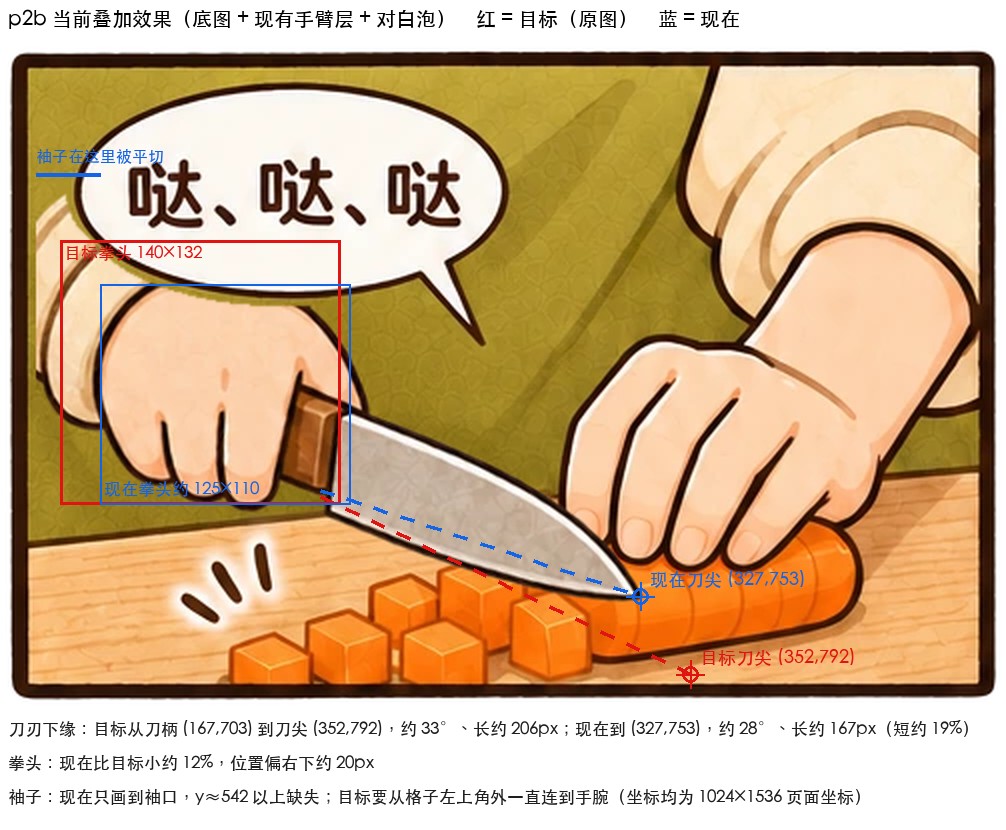 p2b 当前叠加效果（底图 + 现有手臂层 + 对白泡） 红 = 目标（原图） 蓝 = 现在
袖子在这里被平切
哒、哒、哒
目标拳头 140×132
现在拳头约 125×110
现在刀尖 (327,753)
目标刀尖 (352,792)
刀刃下缘：目标从刀柄 (167,703) 到刀尖 (352,792)，约 33°、长约 206px；现在到 (327,753)，约 28°、长约 167px（短约 19%）
拳头：现在比目标小约 12%，位置偏右下约 20px
袖子：现在只画到袖口，y≈542 以上缺失；目标要从格子左上角外一直连到手腕（坐标均为 1024×1536 页面坐标）